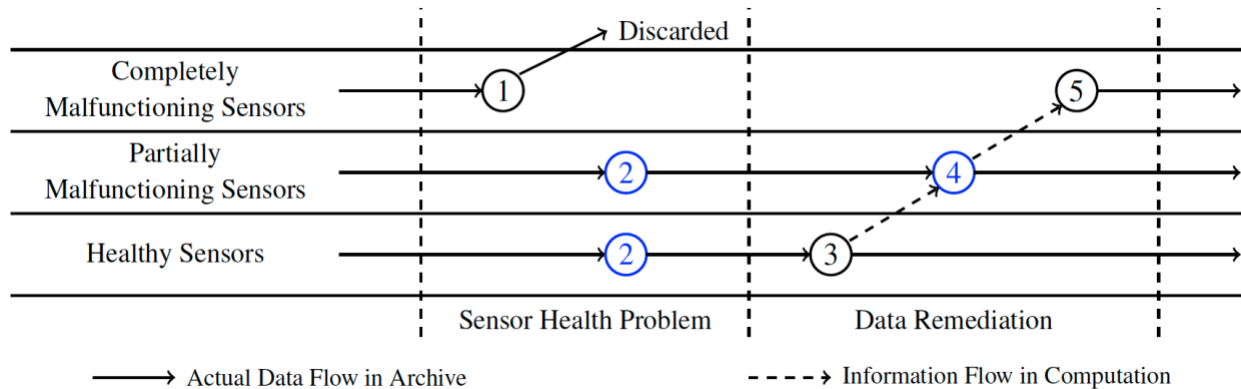 Discarded
Completely
Malfunctioning Sensors
1
5
Partially
Malfunctioning Sensors
2
4
Healthy Sensors
2
3
Sensor Health Problem
Data Remediation
Actual Data Flow in Archive
Information Flow in Computation